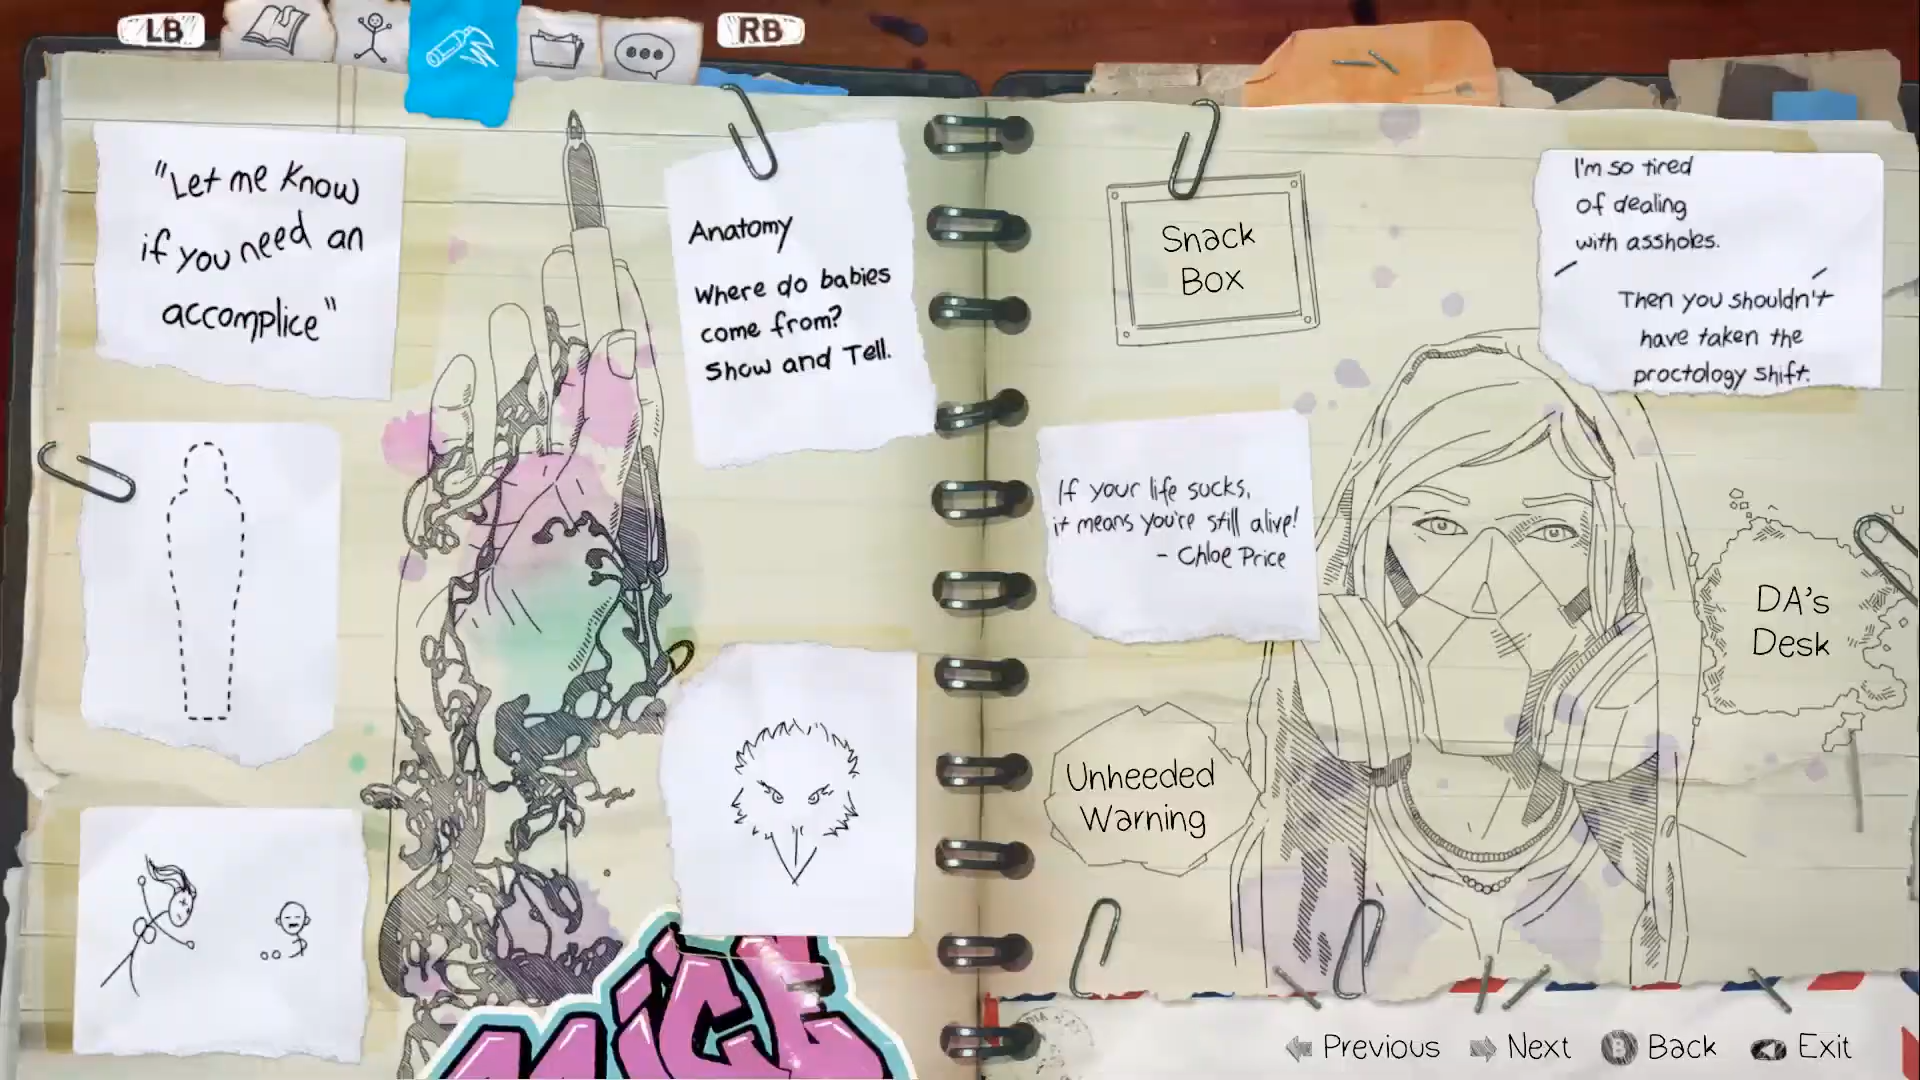 LB
RB
"Let me know
if you need an
accomplice"
Anatomy
Where do babies
come from?
Show and Tell.
Snack
Box
I'm so tired
of dealing
with assholes.
Then you shouldn't
have taken the
proctology shift.
If your life sucks,
it means you're still alive!
- Chloe Price
DA's
Desk
Unheeded
Warning
Previous
Next
B Back
Exit